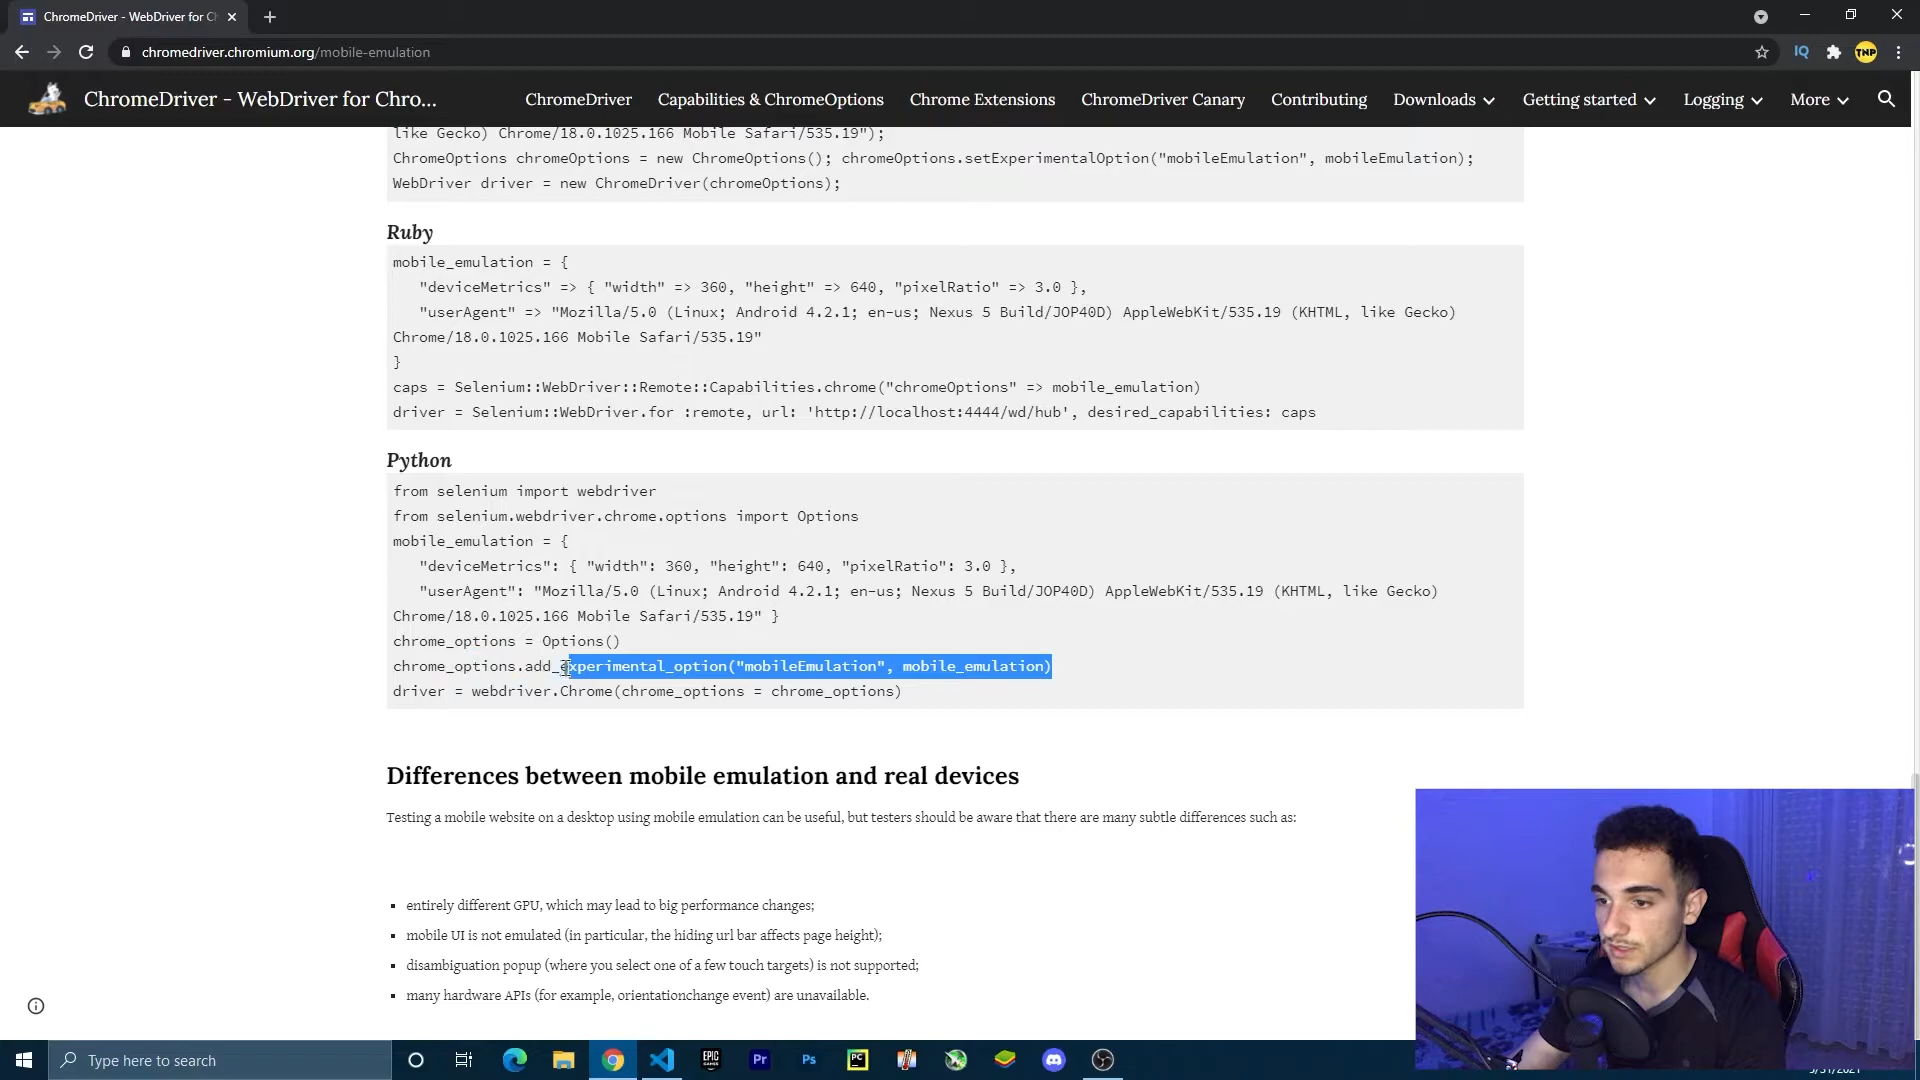 ChromeDriver - WebDriver for Ch
chromedriver.chromium.org/mobile-emulation
IQ
TNP
ChromeDriver - WebDriver for Chro...
ChromeDriver
Capabilities & ChromeOptions
Chrome Extensions
ChromeDriver Canary
Contributing
Downloads
Getting started
Logging
More
like Gecko) Chrome/18.0.1025.166 Mobile Safari/535.19");
ChromeOptions chromeOptions = new ChromeOptions(); chromeOptions.setExperimentalOption("mobileEmulation", mobileEmulation);
WebDriver driver = new ChromeDriver(chromeOptions);
Ruby
mobile_emulation = {
"deviceMetrics" => { "width" => 360, "height" => 640, "pixelRatio" => 3.0 },
"userAgent" => "Mozilla/5.0 (Linux; Android 4.2.1; en-us; Nexus 5 Build/JOP40D) AppleWebKit/535.19 (KHTML, like Gecko)
Chrome/18.0.1025.166 Mobile Safari/535.19"
}
caps = Selenium::WebDriver::Remote::Capabilities.chrome("chromeOptions" => mobile_emulation)
driver = Selenium::WebDriver.for :remote, url: 'http://localhost:4444/wd/hub', desired_capabilities: caps
Python
from selenium import webdriver
from selenium.webdriver.chrome.options import Options
mobile_emulation = {
"deviceMetrics": { "width": 360, "height": 640, "pixelRatio": 3.0 },
"userAgent": "Mozilla/5.0 (Linux; Android 4.2.1; en-us; Nexus 5 Build/JOP40D) AppleWebKit/535.19 (KHTML, like Gecko)
Chrome/18.0.1025.166 Mobile Safari/535.19" }
chrome_options = Options()
chrome_options.add_experimental_option("mobileEmulation", mobile_emulation)
driver = webdriver.Chrome(chrome_options = chrome_options)
Differences between mobile emulation and real devices
Testing a mobile website on a desktop using mobile emulation can be useful, but testers should be aware that there are many subtle differences such as:
entirely different GPU, which may lead to big performance changes;
mobile UI is not emulated (in particular, the hiding url bar affects page height);
disambiguation popup (where you select one of a few touch targets) is not supported;
many hardware APIs (for example, orientationchange event) are unavailable.
Type here to search
EPIC
GAMES
Pr
Ps
PC